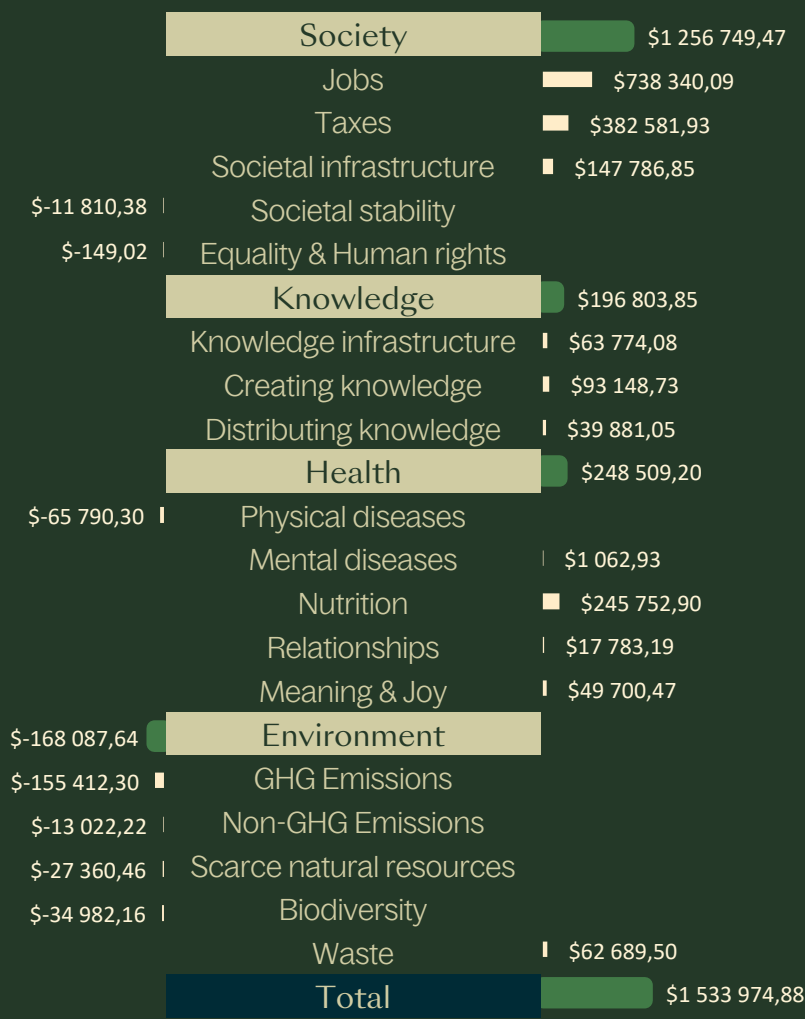 Society $1 256 749,47
Jobs $738 340,09
Taxes $382 581,93
Societal infrastructure $147 786,85
$-11 810,38 Societal stability
$-149,02 Equality & Human rights
Knowledge $196 803,85
Knowledge infrastructure $63 774,08
Creating knowledge $93 148,73
Distributing knowledge $39 881,05
Health $248 509,20
$-65 790,30 Physical diseases
Mental diseases $1 062,93
Nutrition $245 752,90
Relationships $17 783,19
Meaning & Joy $49 700,47
$-168 087,64 Environment
$-155 412,30 GHG Emissions
$-13 022,22 Non-GHG Emissions
$-27 360,46 Scarce natural resources
$-34 982,16 Biodiversity
Waste $62 689,50
Total $1 533 974,88